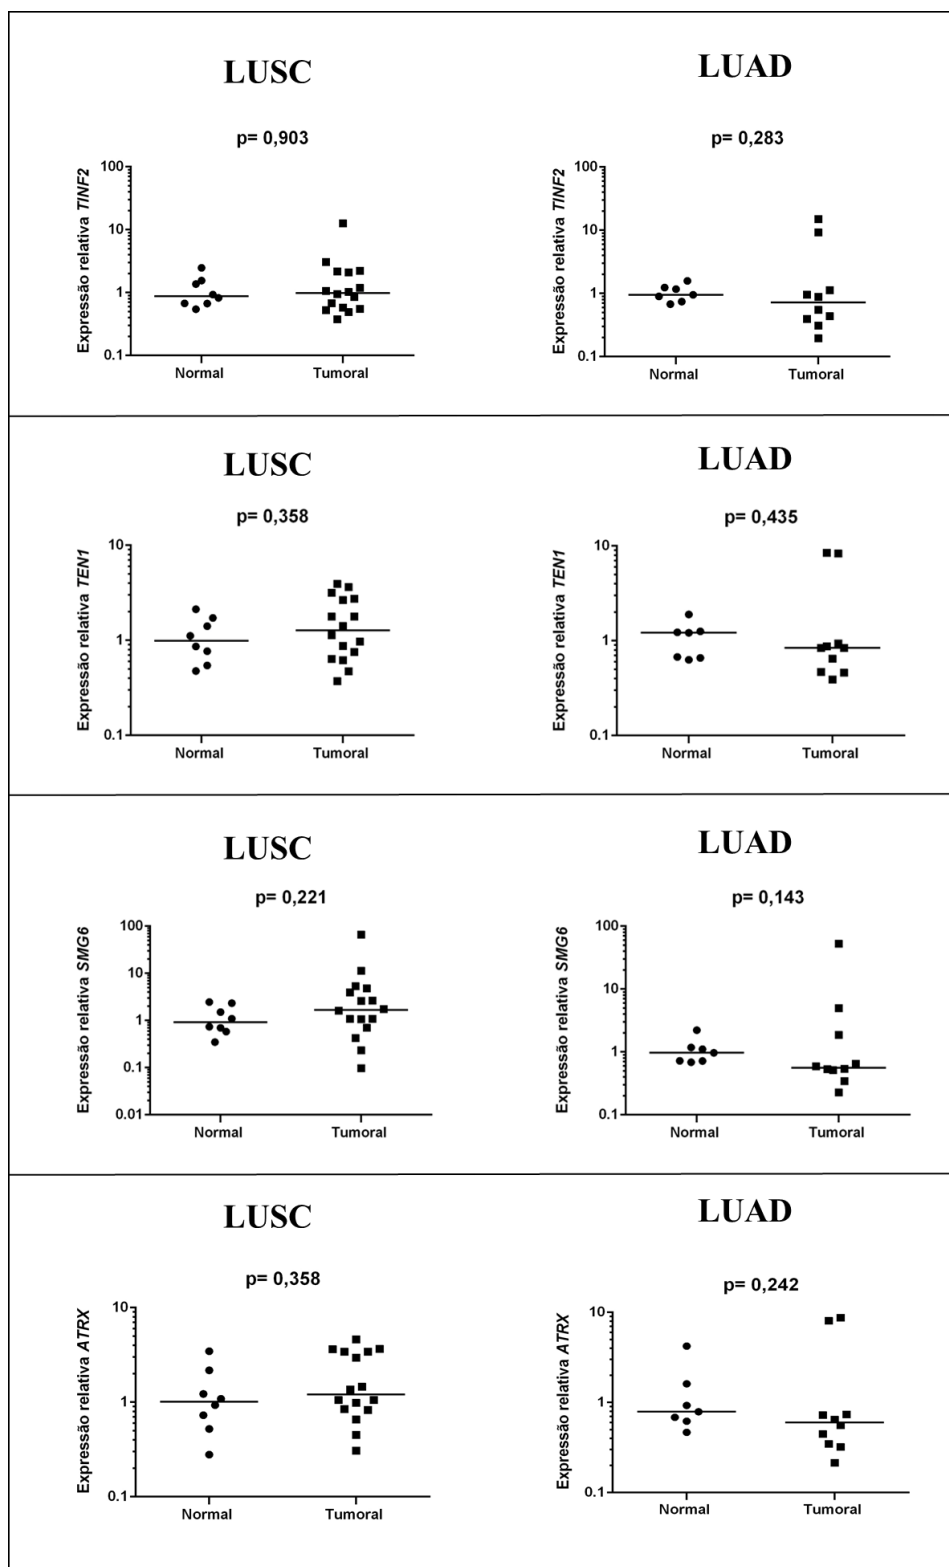 LUSC
LUAD
p= 0,903
p= 0,283
Expressão relativa TINF2
100
10
1
0.1
Normal
Tumoral
Expressão relativa TINF2
100
10
1
0.1
Normal
Tumoral
LUSC
LUAD
p= 0,358
p= 0,435
Expressão relativa TEN1
10
1
0.1
Normal
Tumoral
Expressão relativa TEN1
10
1
0.1
Normal
Tumoral
LUSC
LUAD
p= 0,221
p= 0,143
Expressão relativa SMG6
100
10
1
0.1
0.01
Normal
Tumoral
Expressão relativa SMG6
100
10
1
0.1
Normal
Tumoral
LUSC
LUAD
p= 0,358
p= 0,242
Expressão relativa ATRX
10
1
0.1
Normal
Tumoral
Expressão relativa ATRX
10
1
0.1
Normal
Tumoral